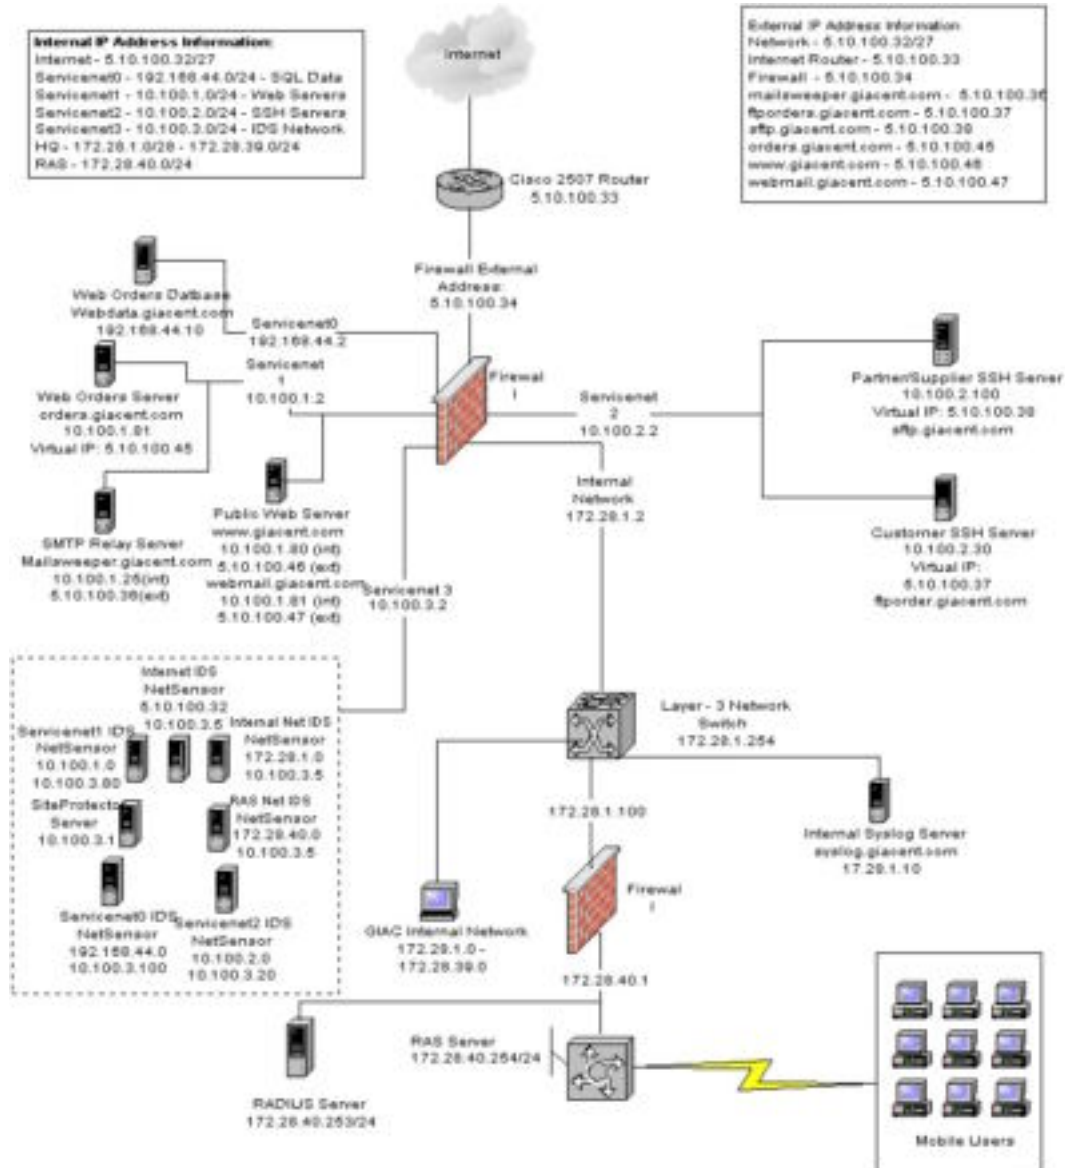 Internal IP Address Information:
Internet - 5.10.100.32/27
Servicenet0 - 192.168.44.0/24 - SQL Data
Servicenet1 - 10.100.1.0/24 - Web Servers
Servicenet2 - 10.100.2.0/24 - SSH Servers
Servicenet3 - 10.100.3.0/24 - IDS Network
HQ - 172.28.1.0/28 - 172.28.39.0/24
RAS - 172.28.40.0/24
Internet
External IP Address Information
Network - 5.10.100.32/27
Internet Router - 5.10.100.33
Firewall - 5.10.100.34
mailsweeper.giacent.com - 5.10.100.36
ftporders.giacent.com - 5.10.100.37
sftp.giacent.com - 5.10.100.38
orders.giacent.com - 5.10.100.45
www.giacent.com - 5.10.100.46
webmail.giacent.com - 5.10.100.47
Cisco 2507 Router
5.10.100.33
Firewall External
Address:
5.10.100.34
Web Orders Datbase
Webdata.giacent.com
192.168.44.10
Servicenet0
192.168.44.2
Servicenet
1
10.100.1.2
Web Orders Server
orders.giacent.com
10.100.1.81
Virtual IP: 5.10.100.45
Firewal
l
Servicenet
2
10.100.2.2
Partner/Supplier SSH Server
10.100.2.100
Virtual IP: 5.10.100.38
sftp.giacent.com
SMTP Relay Server
Mailsweeper.giacent.com
10.100.1.25(int)
5.10.100.36(ext)
Public Web Server
www.giacent.com
10.100.1.80 (int)
5.10.100.46 (ext)
webmail.giacent.com
10.100.1.81 (int)
5.10.100.47 (ext)
Internal
Network
172.28.1.2
Customer SSH Server
10.100.2.30
Virtual IP:
5.10.100.37
ftporder.giacent.com
Servicenet 3
10.100.3.2
Internet IDS
NetSensor
5.10.100.32
10.100.3.5
Servicenet1 IDS
NetSensor
10.100.1.0
10.100.3.80
Internal Net IDS
NetSensor
172.28.1.0
10.100.3.5
SiteProtecto
Server
10.100.3.1
RAS Net IDS
NetSensor
172.28.40.0
10.100.3.5
Servicenet0 IDS
NetSensor
192.168.44.0
10.100.3.100
Servicenet2 IDS
NetSensor
10.100.2.0
10.100.3.20
Layer - 3 Network
Switch
172.28.1.254
172.28.1.100
Internal Syslog Server
syslog.giacent.com
17.28.1.10
Firewal
l
GIAC Internal Network
172.28.1.0 -
172.28.39.0
172.28.40.1
RAS Server
172.28.40.254/24
RADIUS Server
172.28.40.253/24
Mobile Users